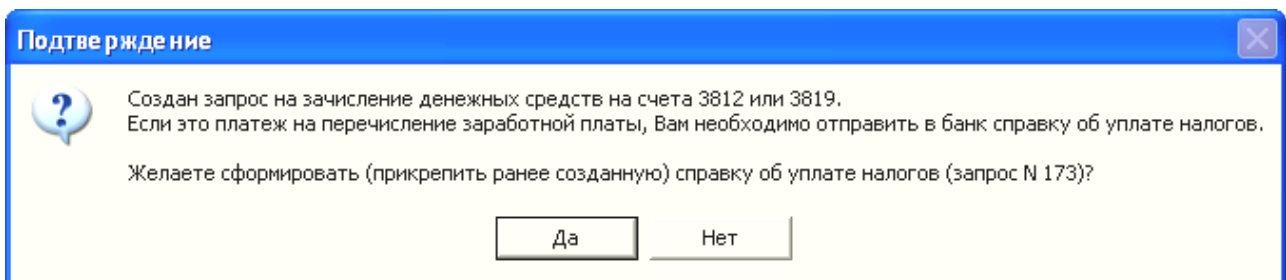 Подтверждение
Создан запрос на зачисление денежных средств на счета 3812 или 3819.
Если это платеж на перечисление заработной платы, Вам необходимо отправить в банк справку об уплате налогов.
Желаете сформировать (прикрепить ранее созданную) справку об уплате налогов (запрос N 173)?
Да Нет